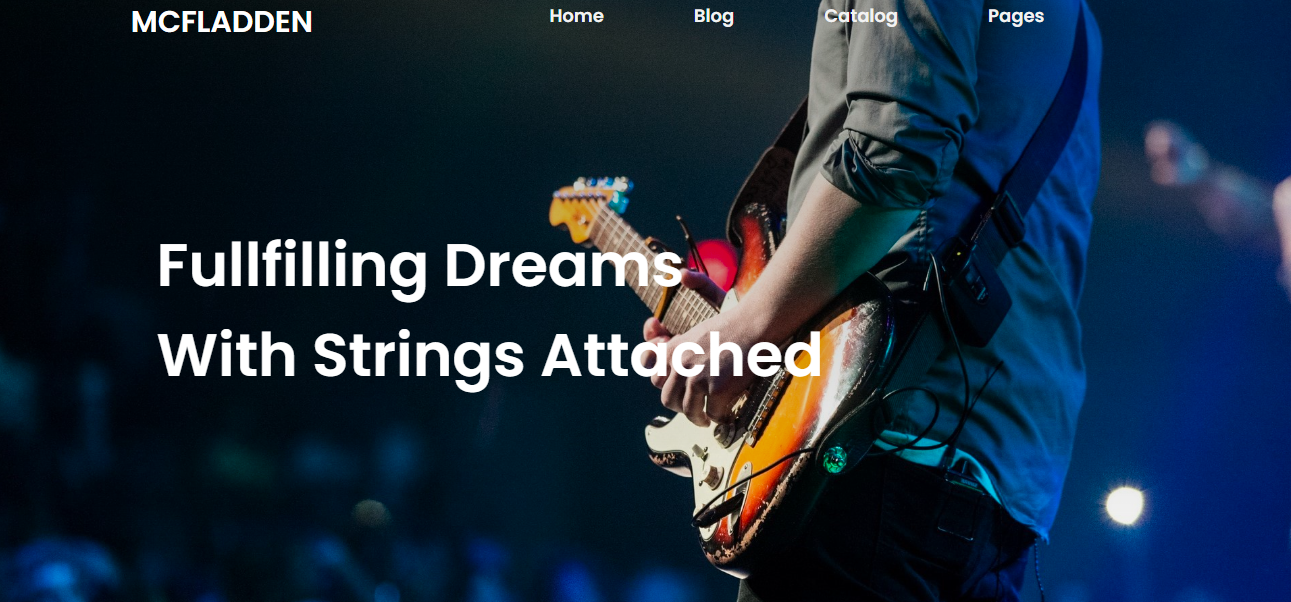 MCFLADDEN
Home Blog Catalog Pages
Fullfilling Dreams
With Strings Attached